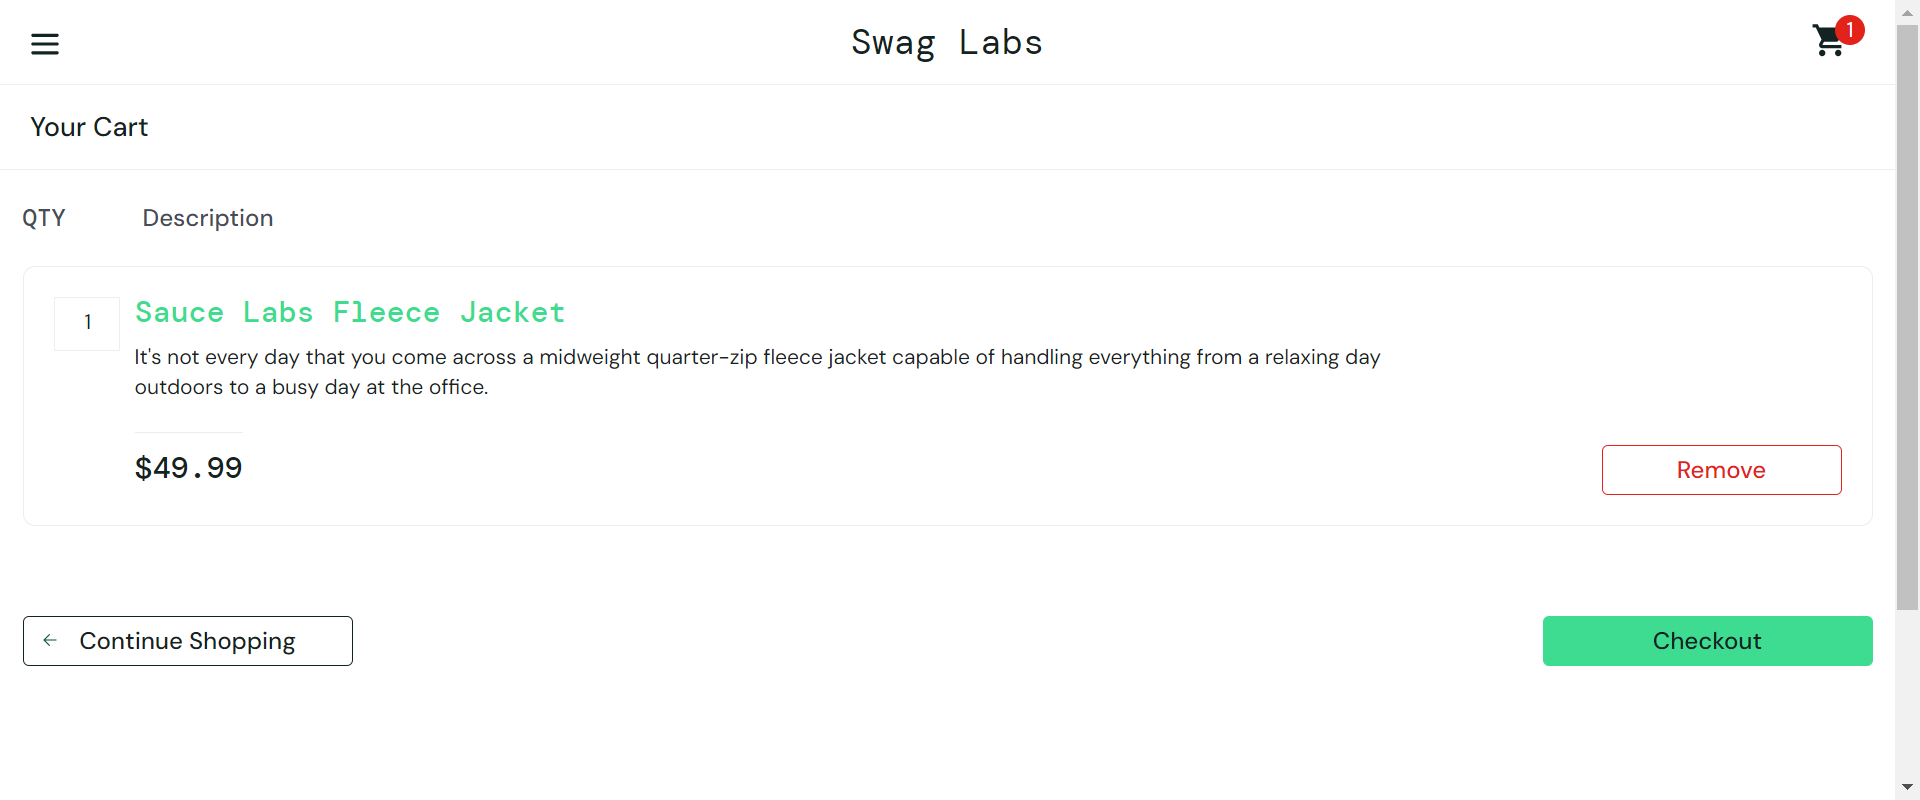 Swag Labs
1
Your Cart
QTY Description
1
Sauce Labs Fleece Jacket
It's not every day that you come across a midweight quarter-zip fleece jacket capable of handling everything from a relaxing day
outdoors to a busy day at the office.
$49.99
Remove
Continue Shopping
Checkout